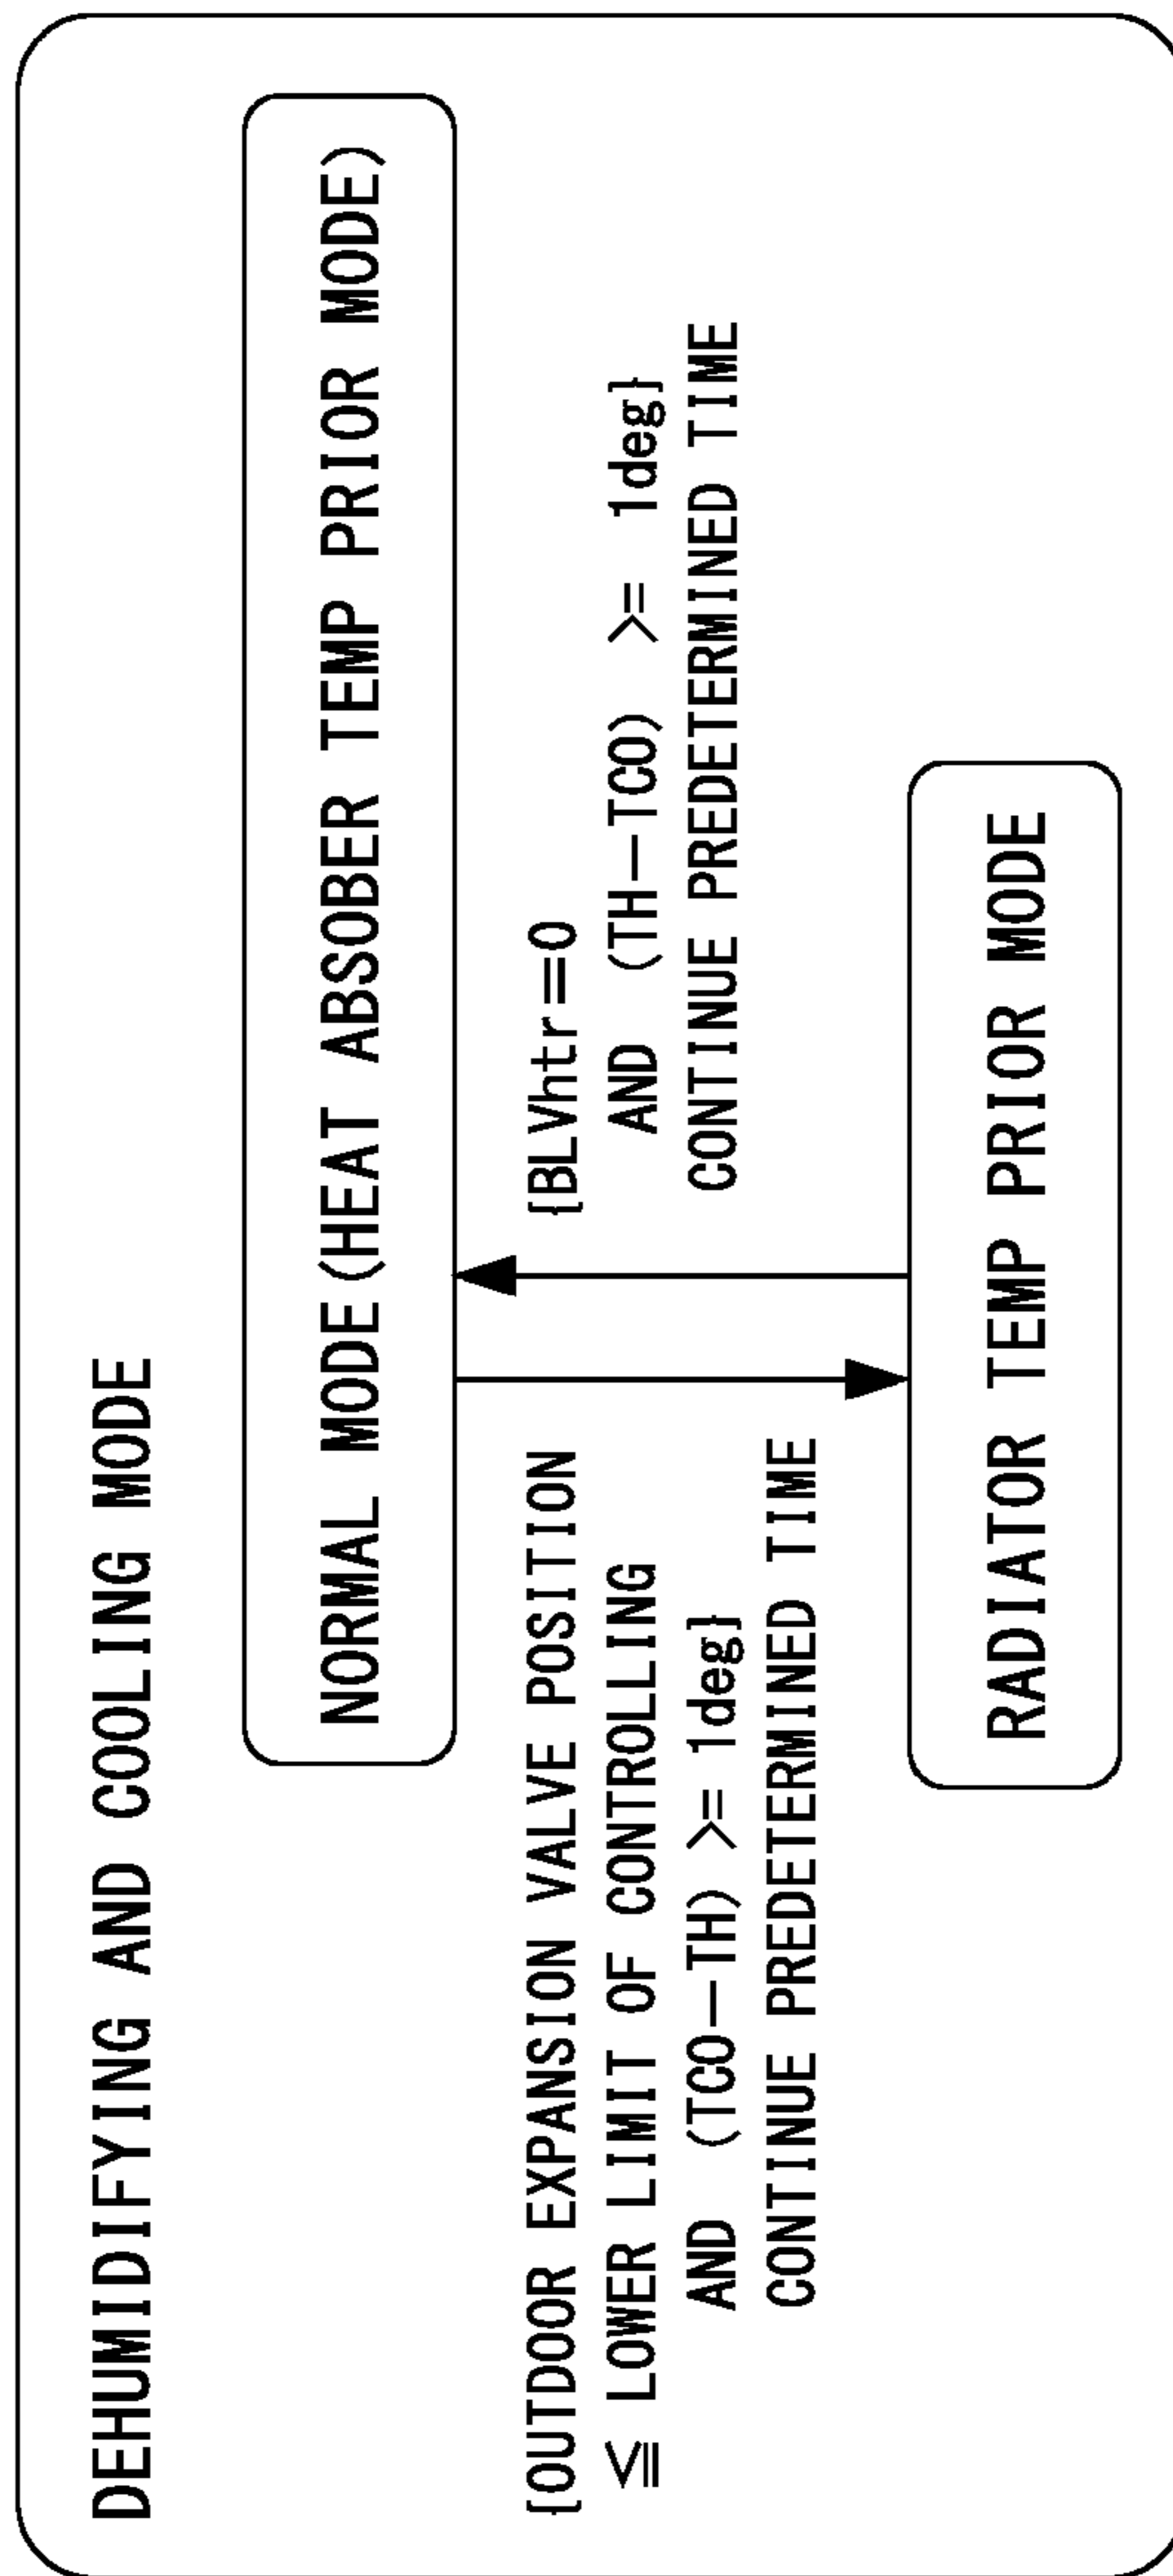 DEHUMIDIFYING AND COOLING MODE
NORMAL MODE(HEAT ABSOBER TEMP PRIOR MODE)
{OUTDOOR EXPANSION VALVE POSITION
≦ LOWER LIMIT OF CONTROLLING
AND (TCO—TH) >= 1deg}
CONTINUE PREDETERMINED TIME
{BLVhtr=0
AND (TH—TCO) >= 1deg}
CONTINUE PREDETERMINED TIME
RADIATOR TEMP PRIOR MODE